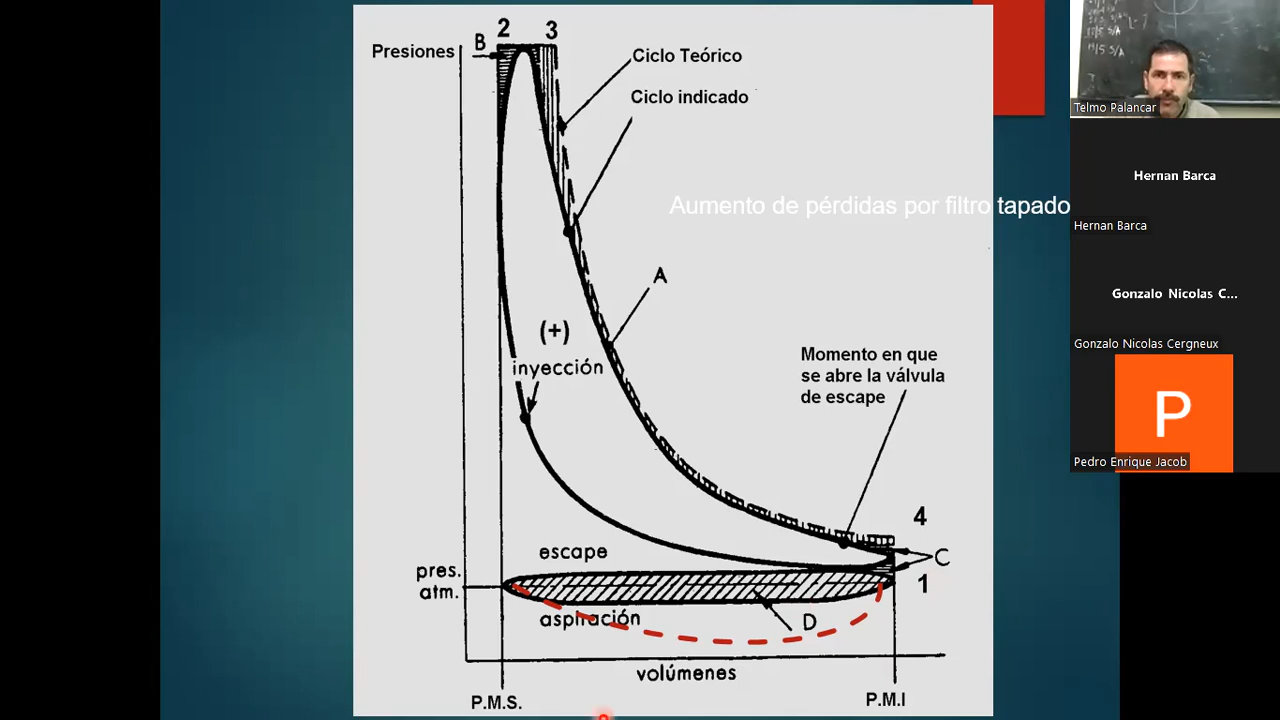 2
3
B
Presiones
Ciclo Teórico
Ciclo indicado
Aumento de pérdidas por filtro tapado
A
(+)
inyección
Momento en que
se abre la válvula
de escape
4
escape
C
pres.
atm.
1
aspiración
D
volúmenes
P.M.S.
P.M.I
Telmo Palancar
Hernan Barca
Hernan Barca
Gonzalo Nicolas C...
Gonzalo Nicolas Cergneux
P
Pedro Enrique Jacob